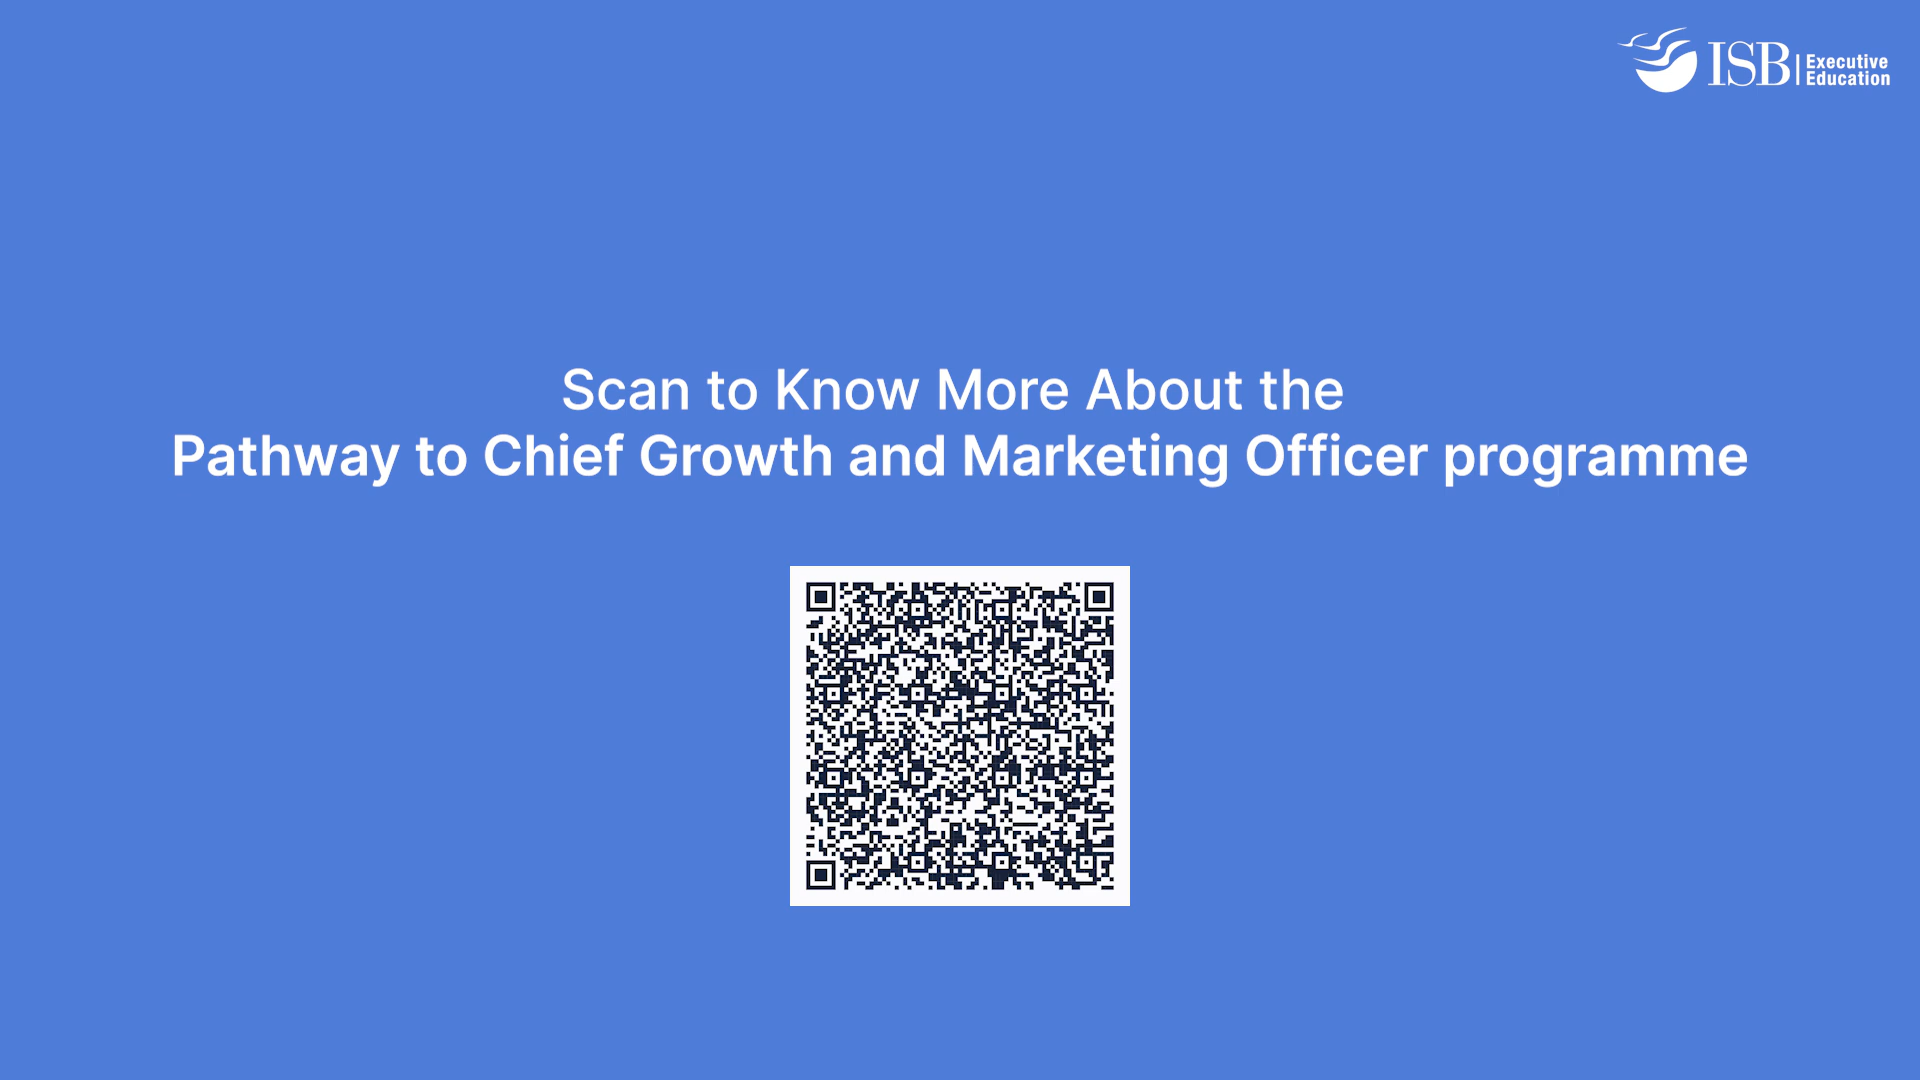 ISB | Executive
Education
Scan to Know More About the
Pathway to Chief Growth and Marketing Officer programme